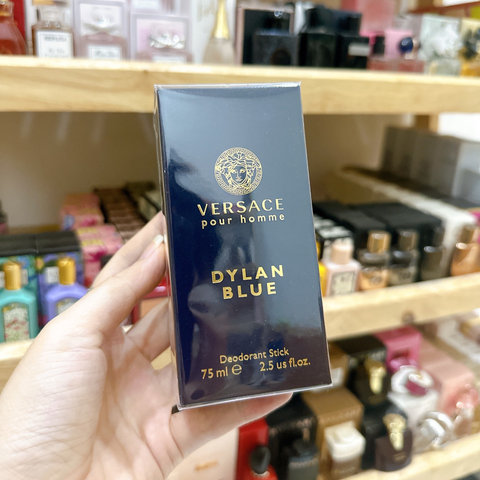 VERSACE
pour homme
DYLAN
BLUE
Deodorant Stick
75 ml e 2.5 us fl.oz.